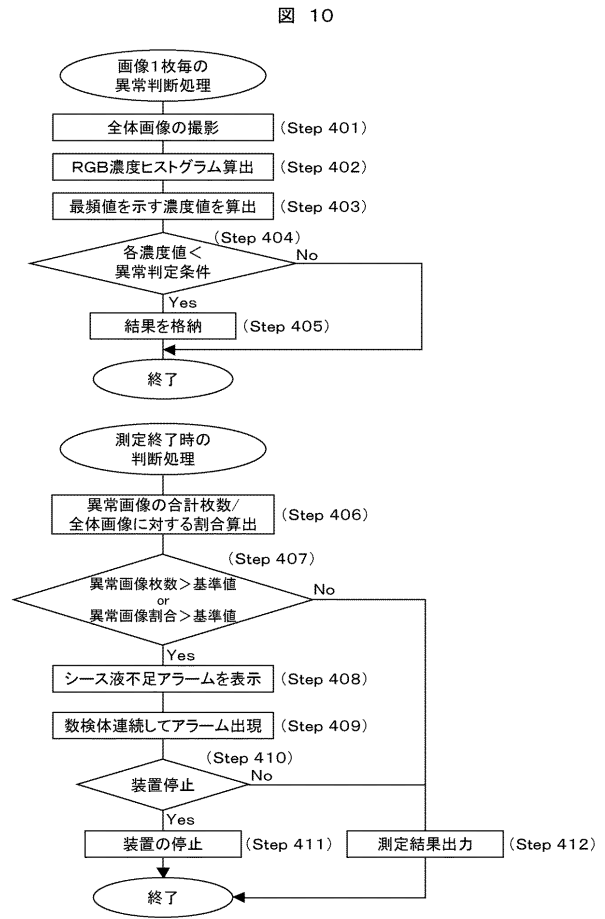 図 10
画像1枚毎の
異常判断処理
全体画像の撮影
(Step 401)
RGB濃度ヒストグラム算出
(Step 402)
最頻値を示す濃度値を算出
(Step 403)
(Step 404)
各濃度値<
異常判定条件
No
Yes
結果を格納
(Step 405)
終了
測定終了時の
判断処理
異常画像の合計枚数/
全体画像に対する割合算出
(Step 406)
(Step 407)
異常画像枚数>基準値
or
異常画像割合>基準値
No
Yes
シース液不足アラームを表示
(Step 408)
数検体連続してアラーム出現
(Step 409)
(Step 410)
装置停止
No
Yes
装置の停止
(Step 411)
測定結果出力
(Step 412)
終了